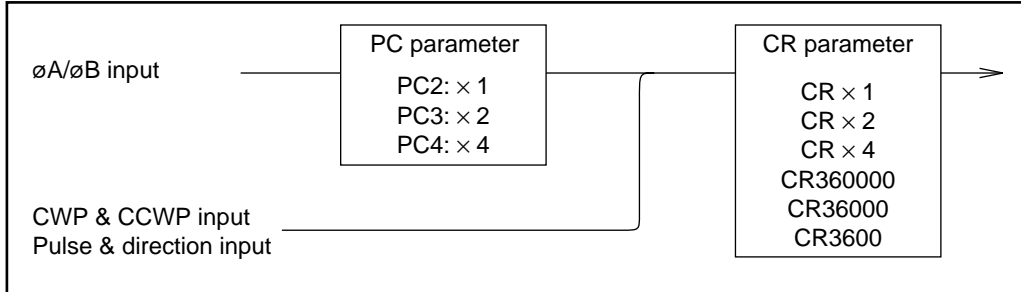 øA/øB input
PC parameter
PC2: × 1
PC3: × 2
PC4: × 4
CWP & CCWP input
Pulse & direction input
CR parameter
CR × 1
CR × 2
CR × 4
CR360000
CR36000
CR3600